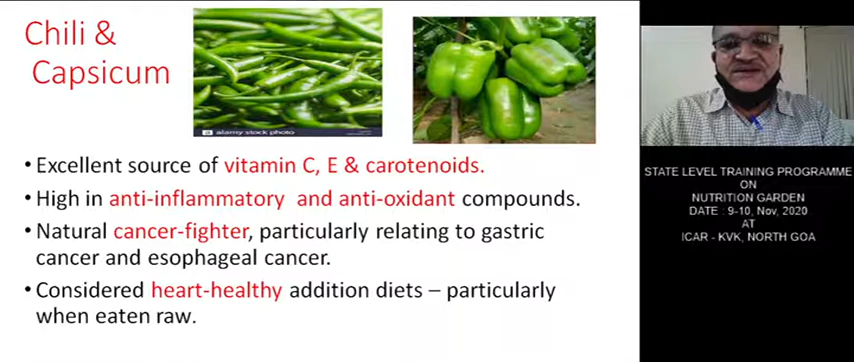 Chili &
Capsicum
a alamy stock photo
• Excellent source of vitamin C, E & carotenoids.
• High in anti-inflammatory and anti-oxidant compounds.
• Natural cancer-fighter, particularly relating to gastric
cancer and esophageal cancer.
• Considered heart-healthy addition diets – particularly
when eaten raw.
STATE LEVEL TRAINING PROGRAMME
ON
NUTRITION GARDEN
DATE : 9-10, Nov, 2020
AT
ICAR - KVK, NORTH GOA